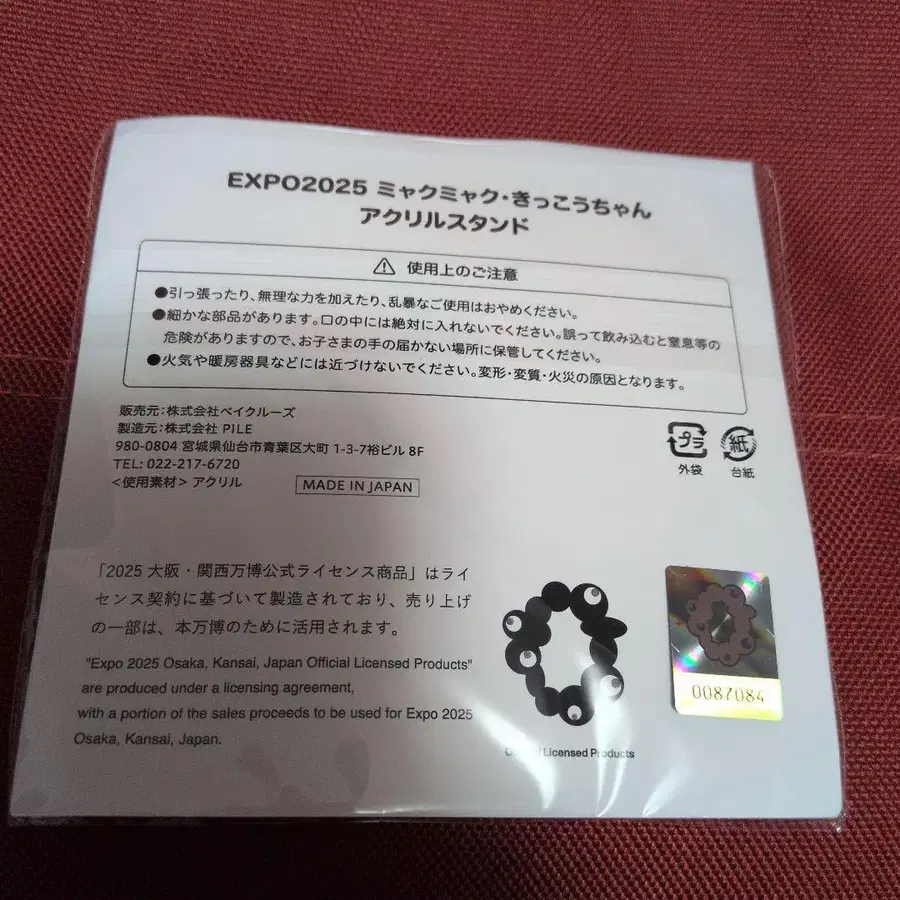 EXPO2025 ミャクミャク・きっこうちゃん
アクリルスタンド
使用上のご注意
●引っ張ったり、無理な力を加えたり、乱暴なご使用はおやめください。
●細かな部品があります。口の中には絶対に入れないでください。誤って飲み込むと窒息等の
危険がありますので、お子さまの手の届かない場所に保管してください。
●火気や暖房器具などには近づけないでください。変形・変質・火災の原因となります。
販売元:株式会社ベイクルーズ
製造元:株式会社 PILE
980-0804 宮城県仙台市青葉区大町 1-3-7裕ビル 8F
TEL: 022-217-6720
<使用素材> アクリル
MADE IN JAPAN
プラ
外袋
紙
台紙
「2025 大阪・関西万博公式ライセンス商品」はライ
センス契約に基づいて製造されており、売り上げ
の一部は、本万博のために活用されます。
"Expo 2025 Osaka, Kansai, Japan Official Licensed Products"
are produced under a licensing agreement,
with a portion of the sales proceeds to be used for Expo 2025
Osaka, Kansai, Japan.
Licensed Products
0087084